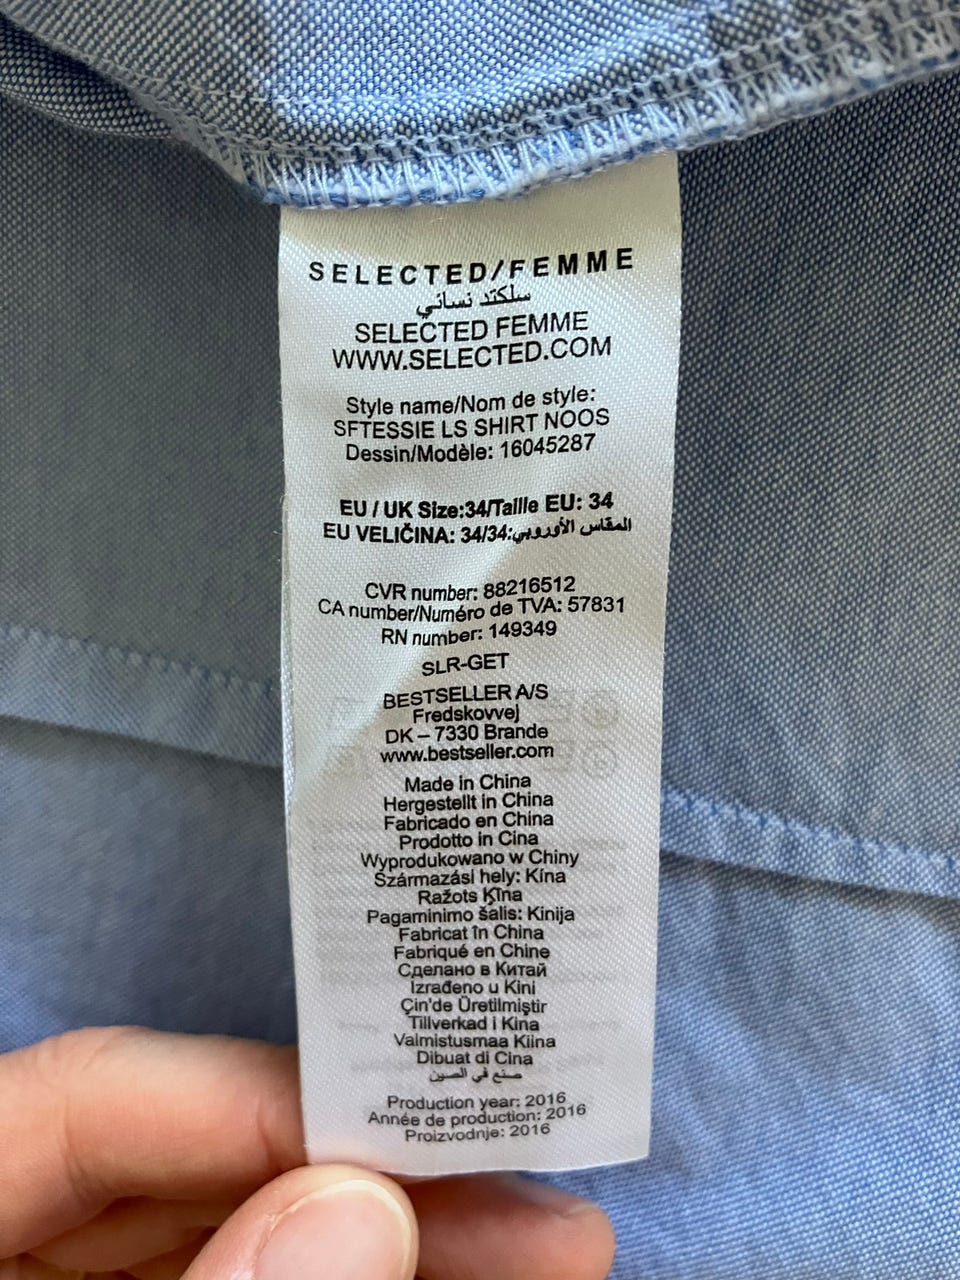 SELECTED/FEMME
سلكتد نسائي
SELECTED FEMME
WWW.SELECTED.COM
Style name/Nom de style:
SFTESSIE LS SHIRT NOOS
Dessin/Modèle: 16045287
EU / UK Size:34/Taille EU: 34
EU VELIČINA: 34/34:المقاس الأوروبي
CVR number: 88216512
CA number/Numéro de TVA: 57831
RN number: 149349
SLR-GET
BESTSELLER A/S
Fredskovvej
DK – 7330 Brande
www.bestseller.com
Made in China
Hergestellt in China
Fabricado en China
Prodotto in Cina
Wyprodukowano w Chiny
Származási hely: Kína
Ražots Ķīna
Pagaminimo šalis: Kinija
Fabricat în China
Fabriqué en Chine
Сделано в Китай
Izrađeno u Kini
Çin'de Üretilmiştir
Tillverkad i Kina
Valmistusmaa Kiina
Dibuat di Cina
صنع في الصين
Production year: 2016
Année de production: 2016
Proizvodnje: 2016